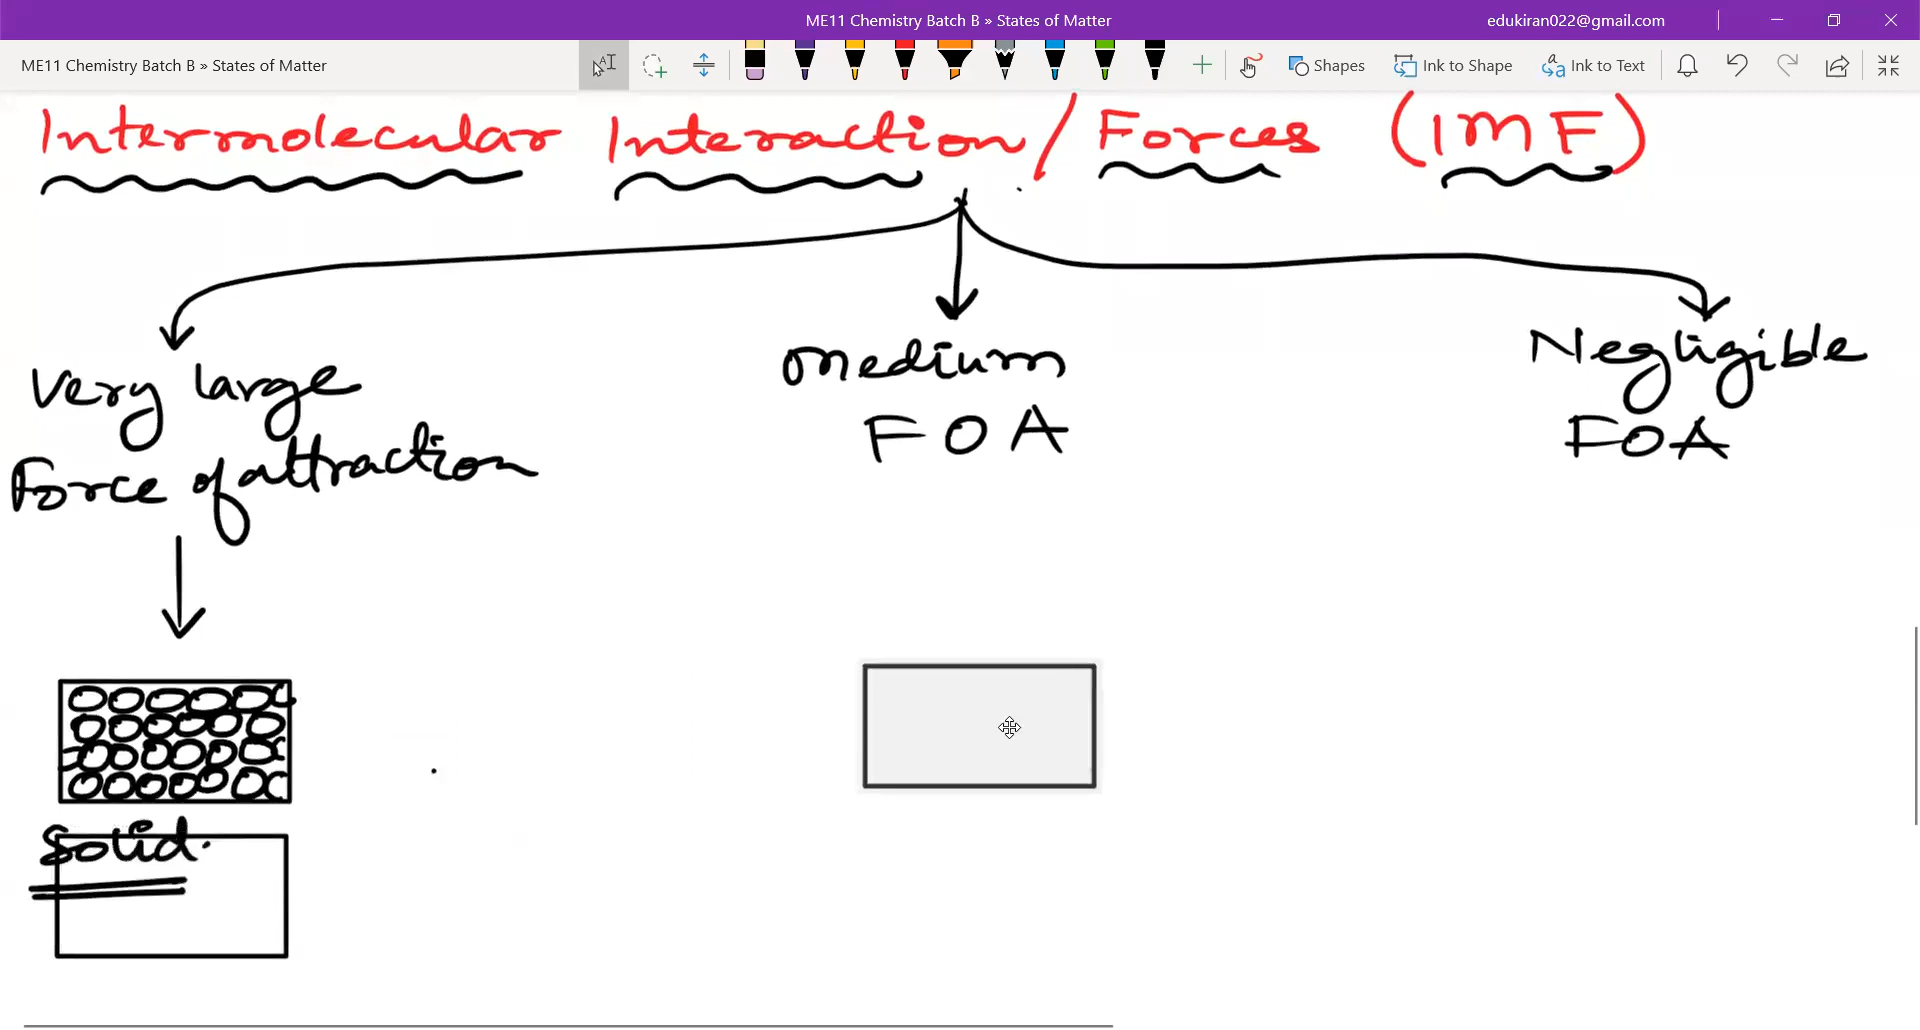 ME11 Chemistry Batch B » States of Matter
edukiran022@gmail.com
ME11 Chemistry Batch B » States of Matter
Shapes
Ink to Shape
Ink to Text
Intermolecular Interaction / Forces (IMF)
Very large
Force of attraction
Medium
FOA
Negligible
FOA
Solid.